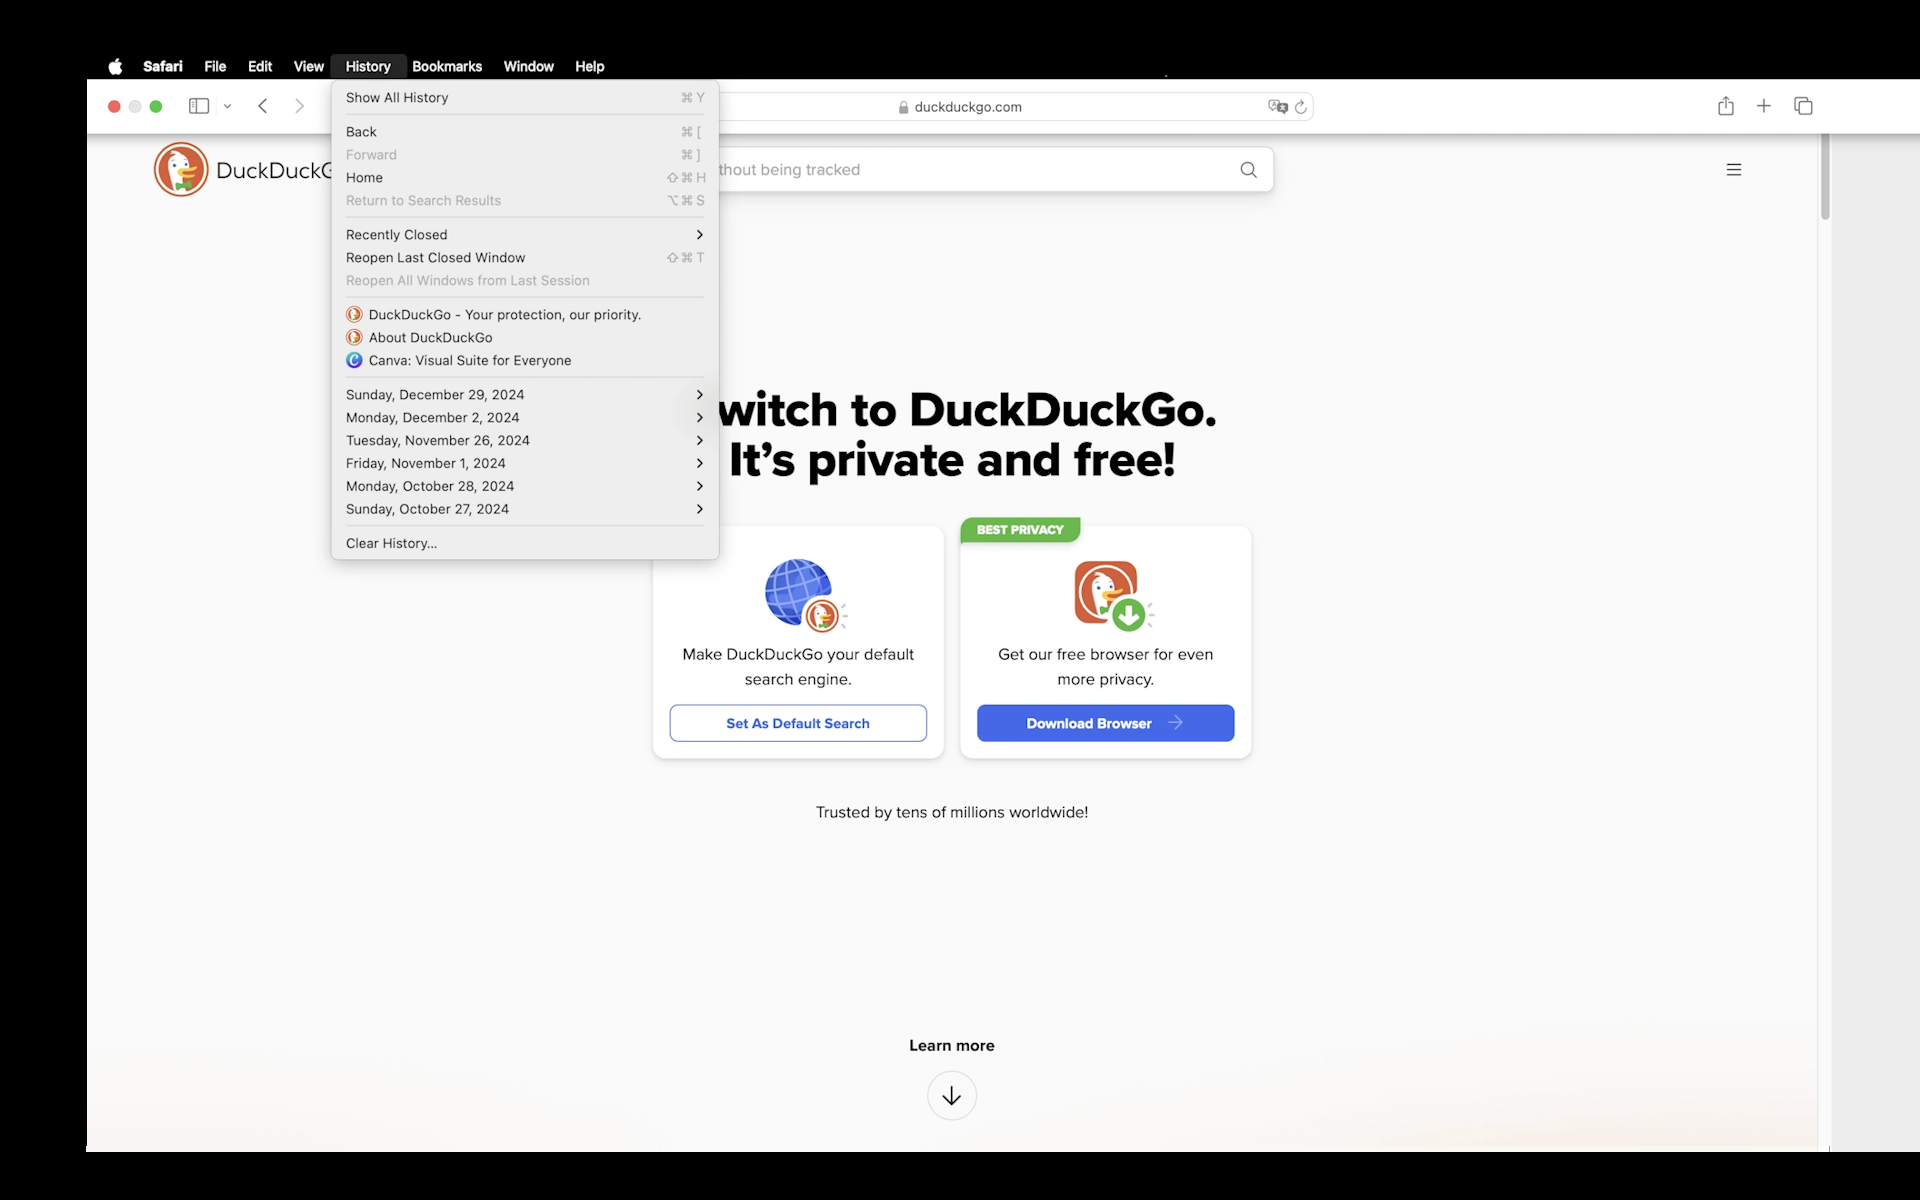 Safari File Edit View History Bookmarks Window Help
Show All History ⌘ Y
Back ⌘ [
Forward ⌘ ]
Home ⇧ ⌘ H
Return to Search Results ⌥ ⌘ S
Recently Closed
Reopen Last Closed Window ⇧ ⌘ T
Reopen All Windows from Last Session
DuckDuckGo - Your protection, our priority.
About DuckDuckGo
Canva: Visual Suite for Everyone
Sunday, December 29, 2024
Monday, December 2, 2024
Tuesday, November 26, 2024
Friday, November 1, 2024
Monday, October 28, 2024
Sunday, October 27, 2024
Clear History...
duckduckgo.com
DuckDuckG
thout being tracked
witch to DuckDuckGo.
It's private and free!
Make DuckDuckGo your default
search engine.
Set As Default Search
BEST PRIVACY
Get our free browser for even
more privacy.
Download Browser
Trusted by tens of millions worldwide!
Learn more